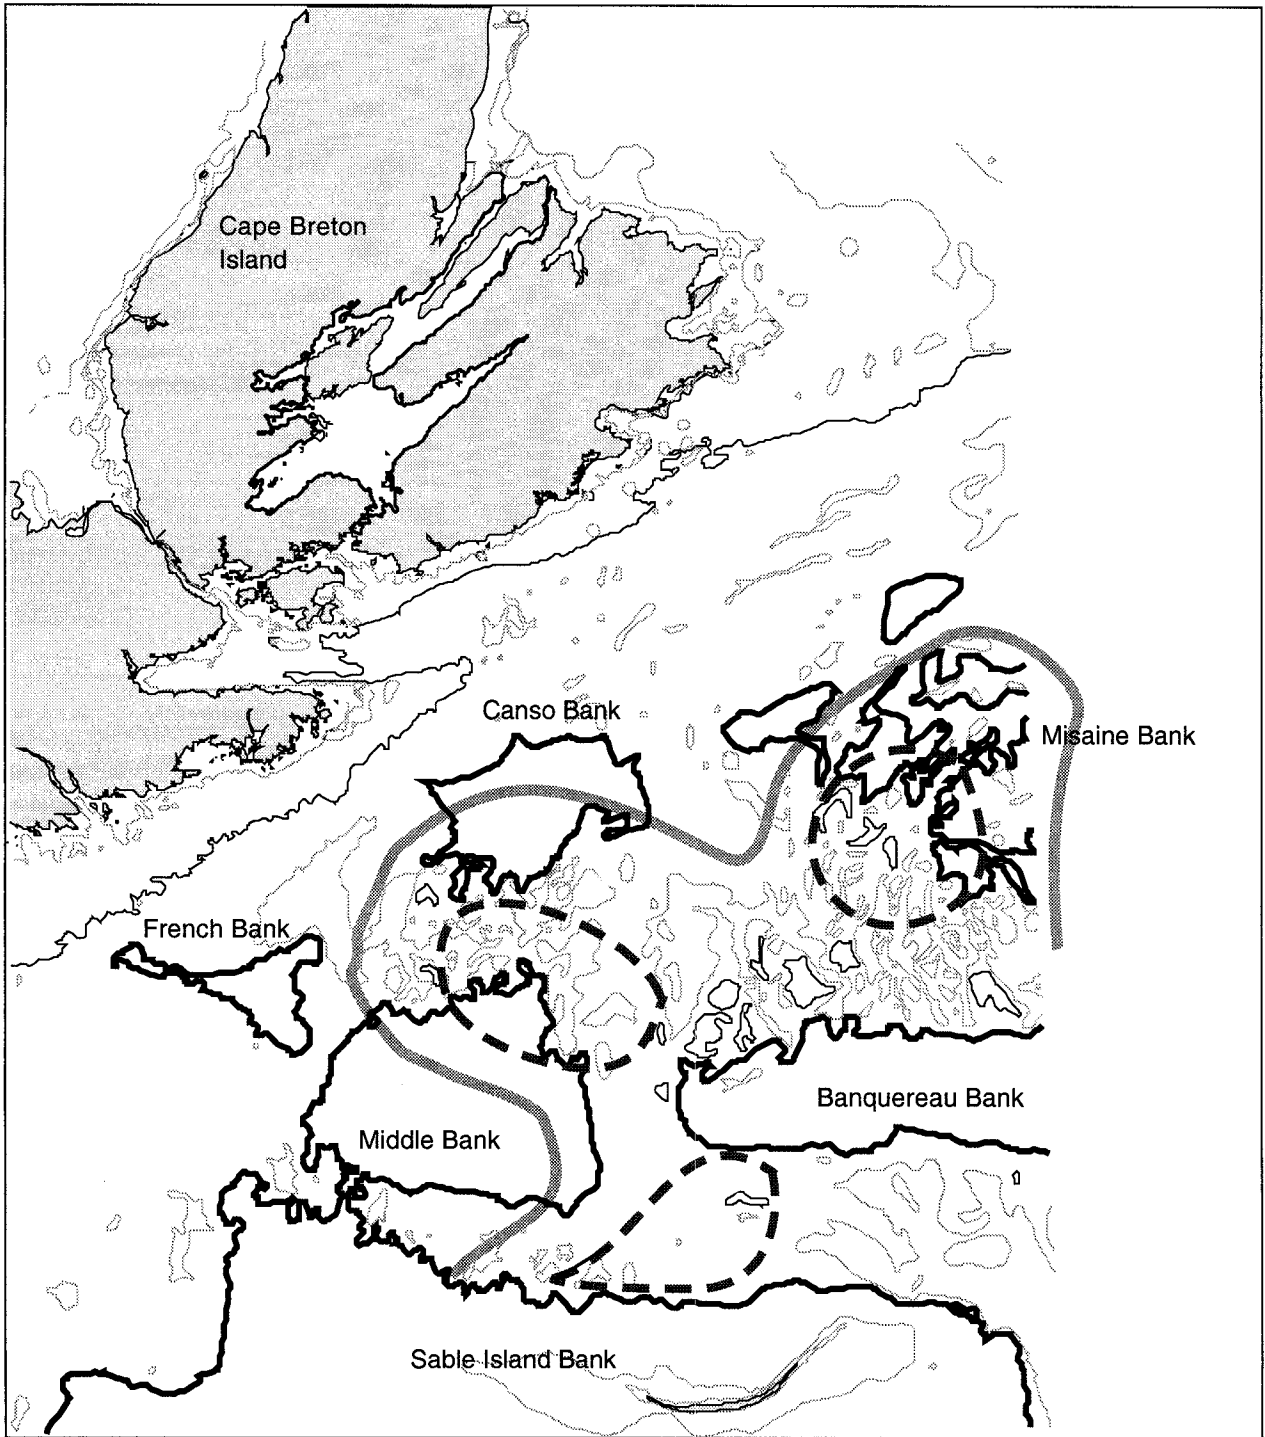 Cape Breton
Island
Canso Bank
Misaine Bank
French Bank
Banquereau Bank
Middle Bank
Sable Island Bank